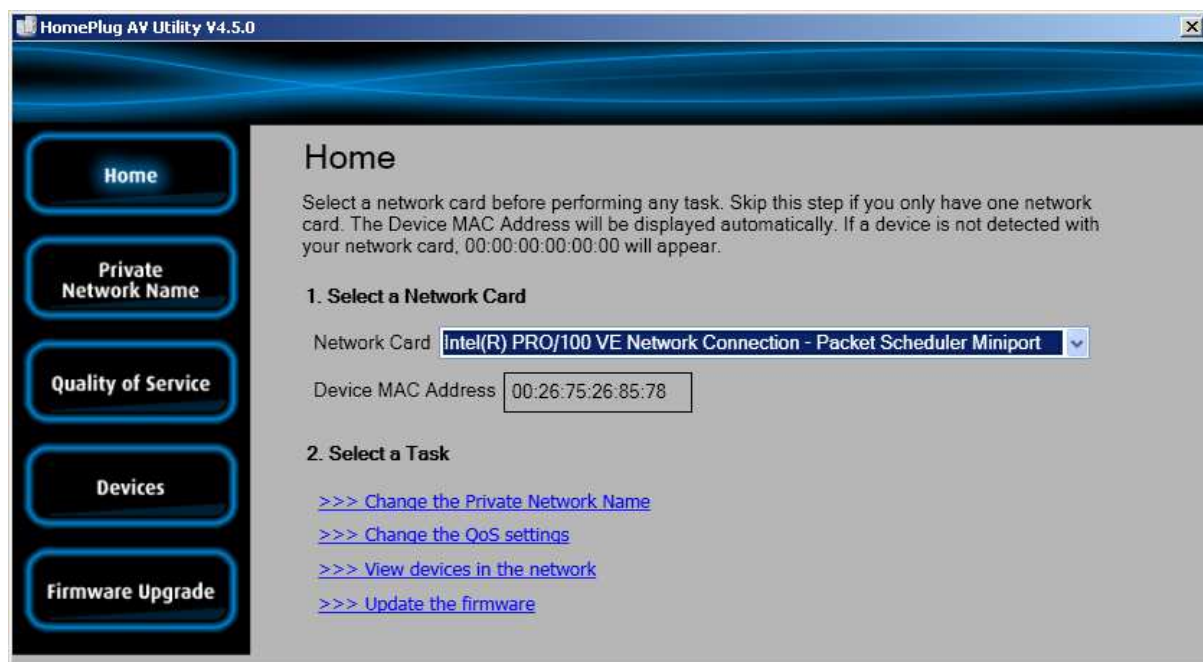 HomePlug AV Utility V4.5.0
Home
Private
Network Name
Quality of Service
Devices
Firmware Upgrade
Home
Select a network card before performing any task. Skip this step if you only have one network
card. The Device MAC Address will be displayed automatically. If a device is not detected with
your network card, 00:00:00:00:00:00 will appear.
1. Select a Network Card
Network Card Intel(R) PRO/100 VE Network Connection - Packet Scheduler Miniport
Device MAC Address 00:26:75:26:85:78
2. Select a Task
>>> Change the Private Network Name
>>> Change the QoS settings
>>> View devices in the network
>>> Update the firmware